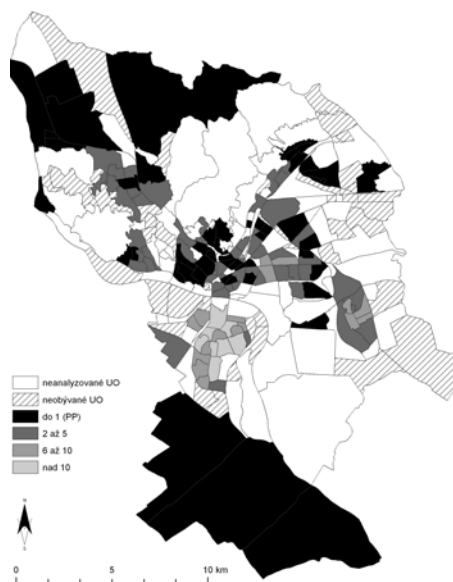 neanalyzované UO
neobývané UO
do 1 (PP)
2 až 5
6 až 10
nad 10
N
S
0 5 10 km